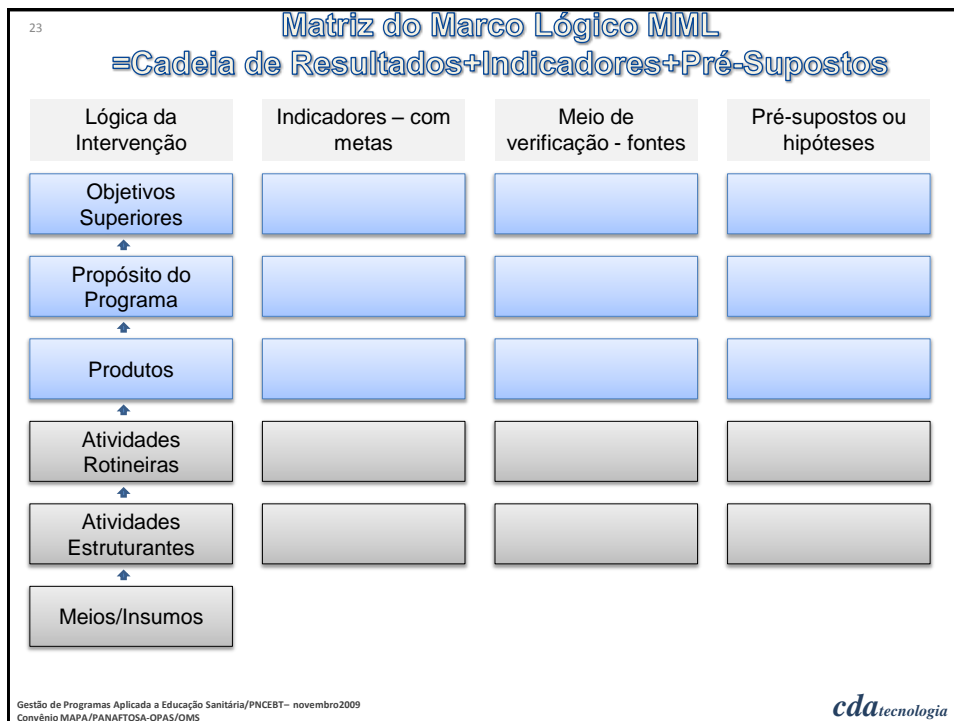 23
Matriz do Marco Lógico MML
=Cadeia de Resultados+Indicadores+Pré-Supostos
Lógica da
Intervenção
Indicadores – com
metas
Meio de
verificação - fontes
Pré-supostos ou
hipóteses
Objetivos
Superiores
Propósito do
Programa
Produtos
Atividades
Rotineiras
Atividades
Estruturantes
Meios/Insumos
Gestão de Programas Aplicada a Educação Sanitária/PNCEBT– novembro2009
Convênio MAPA/PANAFTOSA-OPAS/OMS
cdatecnologia